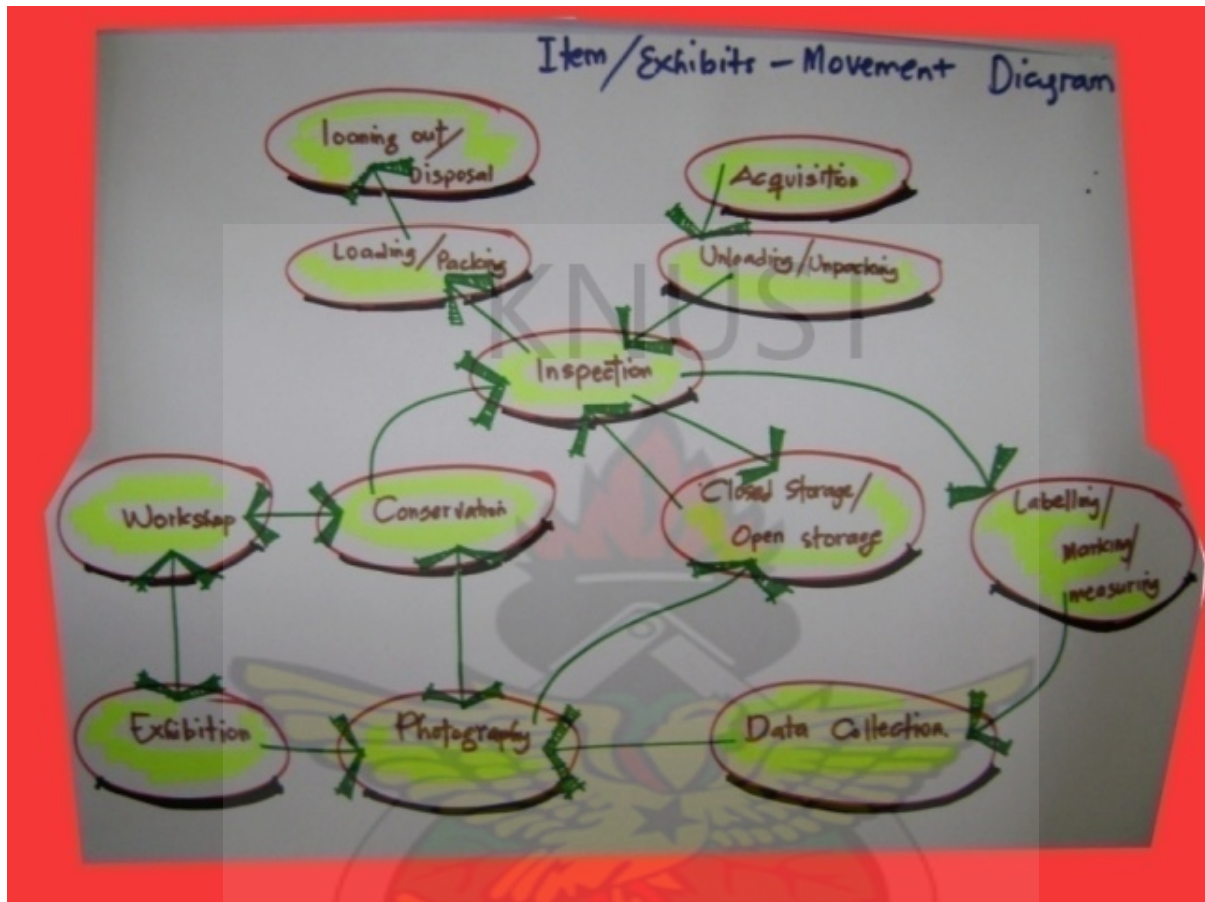 Item/Exhibits - Movement Diagram
loaning out/
Disposal
Acquisition
Loading/Packing
Unloading/Unpacking
KNUST
Inspection
Workshop
Conservation
Closed Storage/
Open storage
Labelling/
Marking/
measuring
Exhibition
Photography
Data Collection.